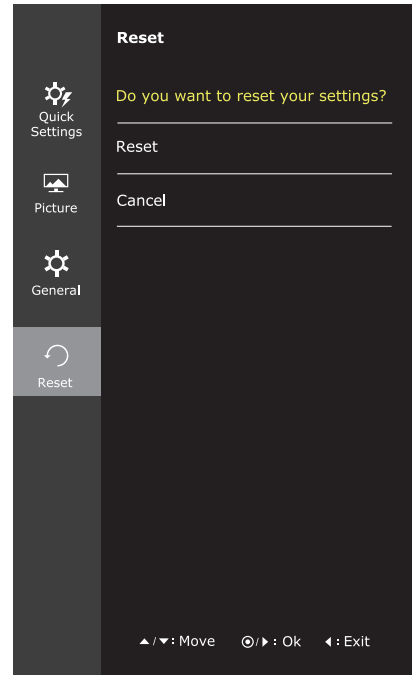 Reset
Do you want to reset your settings?
Reset
Cancel
Quick
Settings
Picture
General
Reset
▲/▼: Move ⦿/▶: Ok ◀: Exit